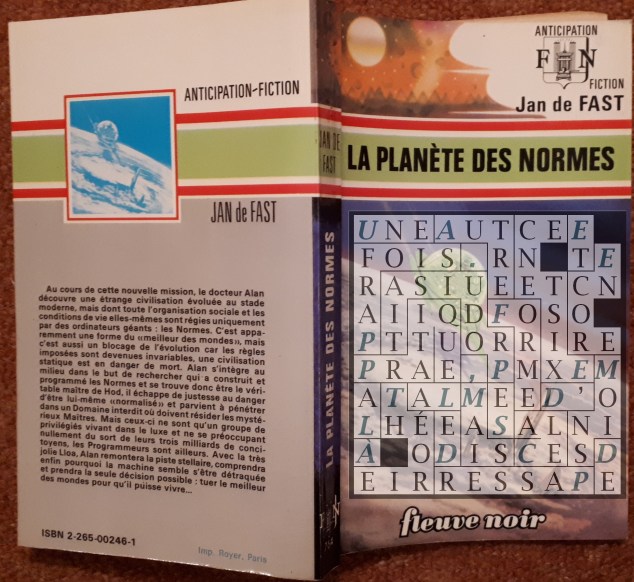 ANTICIPATION-FICTION
JAN de FAST
Au cours de cette nouvelle mission, le docteur Alan
découvre une étrange civilisation évoluée au stade
moderne, mais dont toute l'organisation sociale et les
conditions de vie elles-mêmes sont régies uniquement
par des ordinateurs géants : les Normes. C'est appa-
remment une forme du «meilleur des mondes», mais
c'est aussi un blocage de l'évolution car les règles
imposées sont devenues invariables, une civilisation
statique est en danger de mort. Alan s'intègre au
milieu dans le but de rechercher qui a construit et
programmé les Normes et se trouve donc être le véri-
table maître de Hod, il échappe de justesse au danger
d'être lui-même «normalisé» et parvient à pénétrer
dans un Domaine interdit où doivent résider les mysté-
rieux Maîtres. Mais ceux-ci ne sont qu'un groupe de
privilégiés vivant dans le luxe et ne se préoccupant
nullement du sort de leurs trois milliards de conci-
toyens, les Programmeurs sont ailleurs. Avec la très
jolie Lloa, Alan remontera la piste stellaire, comprendra
enfin pourquoi la machine semble s'être détraquée
et prendra la seule décision possible : tuer le meilleur
des mondes pour qu'il puisse vivre...
ISBN 2-265-00246-1
Imp. Royer, Paris
JAN DE
FAST
LA PLANÈTE DES NORMES
FN
ANTICIPATION
F N
FICTION
Jan de FAST
LA PLANÈTE DES NORMES
UNEAUTCEE
FOIS.RN TE
RASIUEETCN
AIIQDFOSO
PTTUORRIRE
PRAE,PMXEM
ATALMEED'O
LHÉEASALNI
À ODISCESD
EIRRESSAPE
fleuve noir